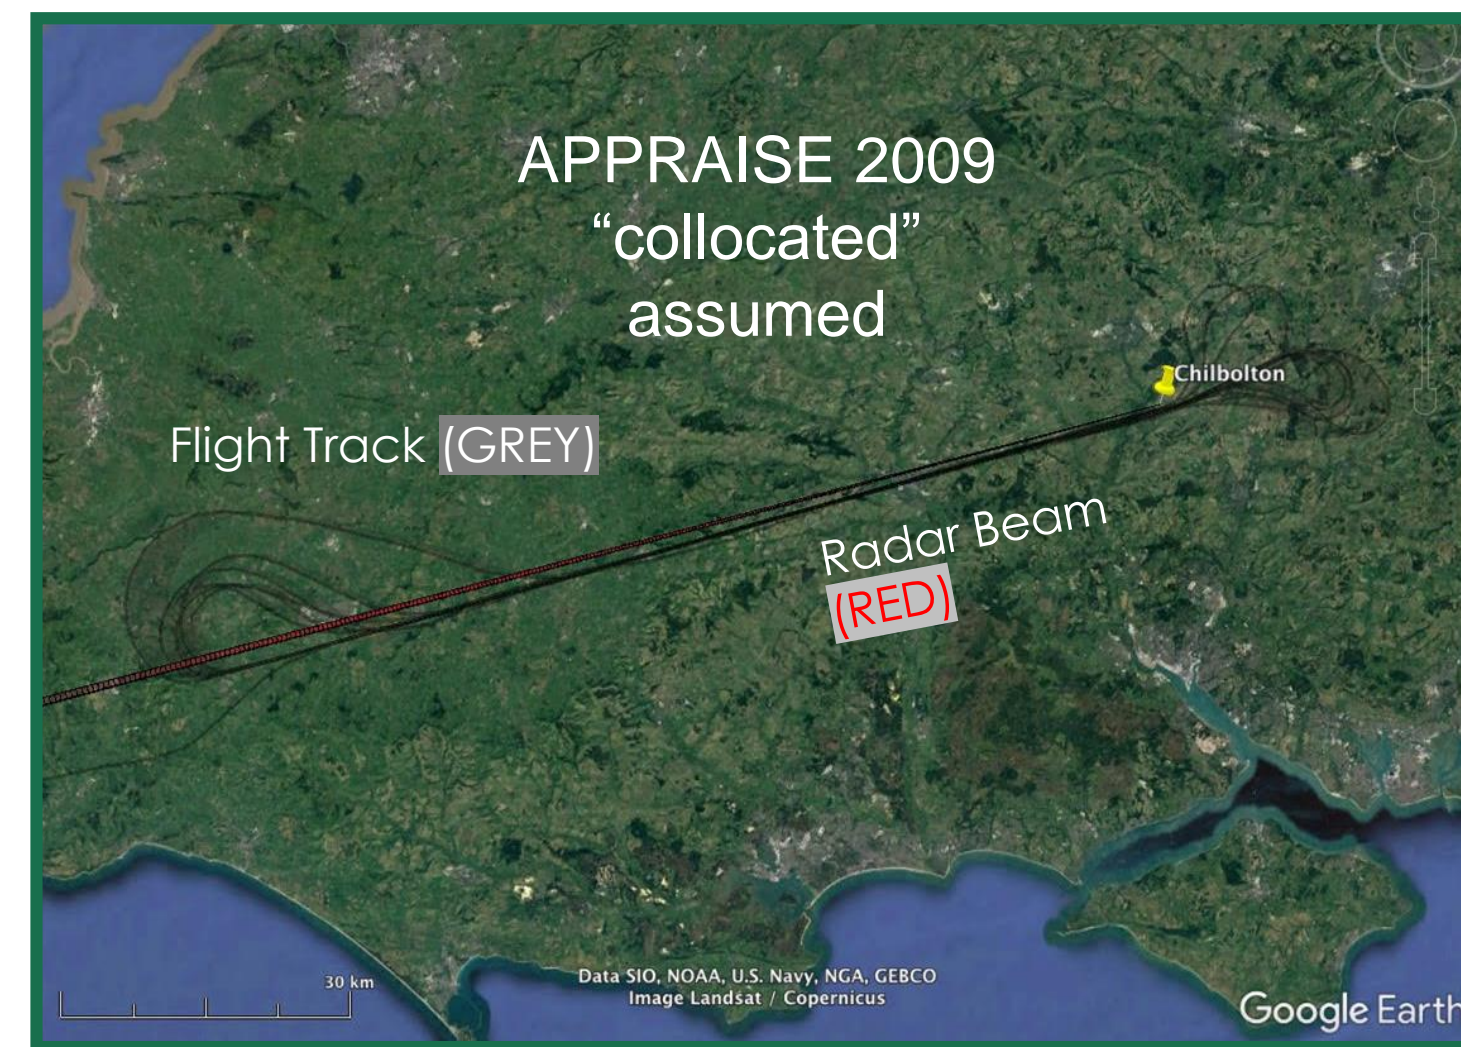 APPRAISE 2009
“collocated”
assumed
Chilbolton
Flight Track (GREY)
Radar Beam
(RED)
30 km
Data SIO, NOAA, U.S. Navy, NGA, GEBCO
Image Landsat / Copernicus
Google Earth